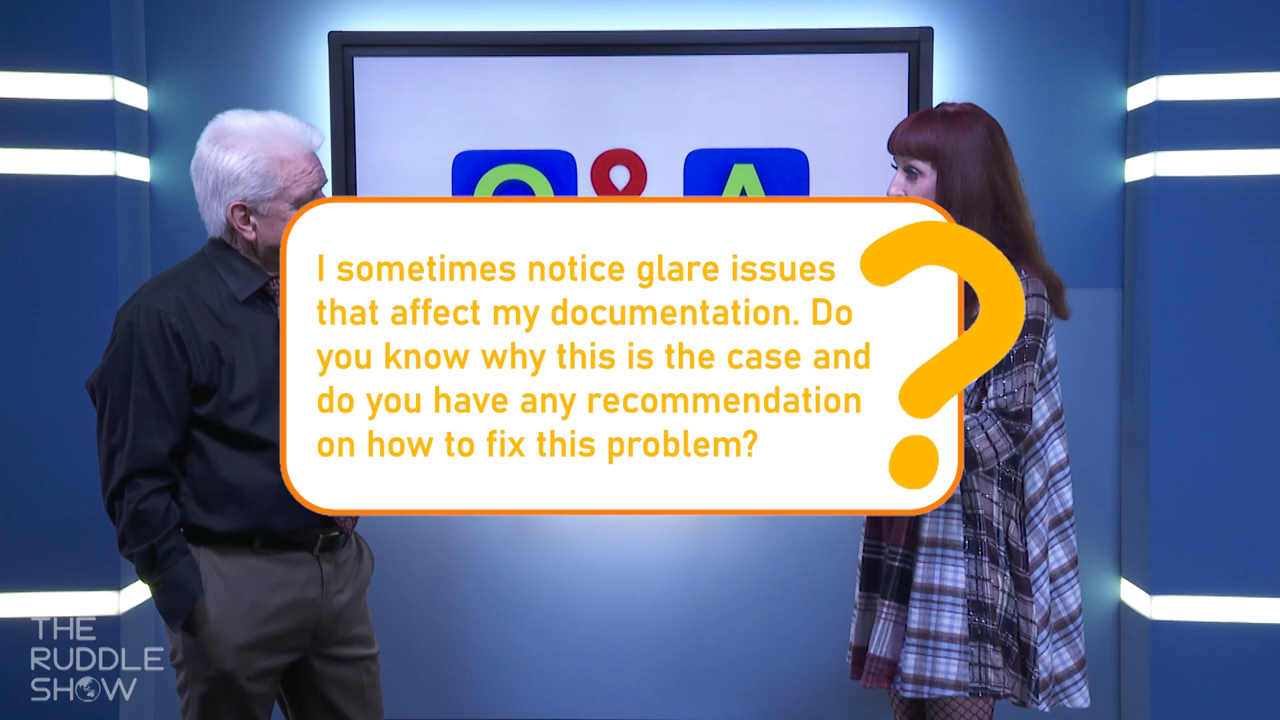 Q & A
I sometimes notice glare issues
that affect my documentation. Do
you know why this is the case and
do you have any recommendation
on how to fix this problem?
?
THE
RUDDLE
SHOW